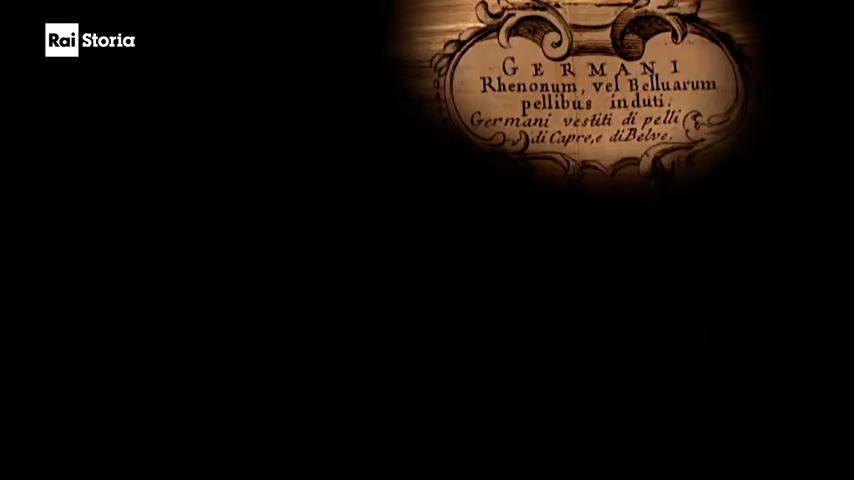 Rai Storia
GERMANI
Rhenonum, vel Belluarum
pellibus induti.
Germani vestiti di pelli
di Capre, e di Belve.